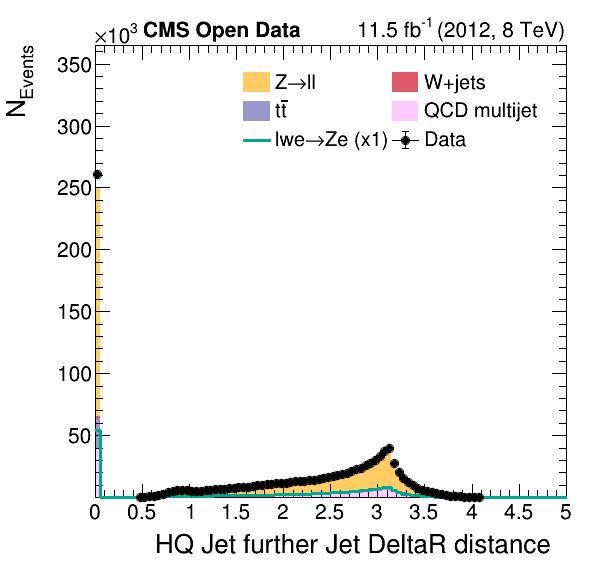 ×10³ CMS Open Data 11.5 fb⁻¹ (2012, 8 TeV)
N_Events
350
300
250
200
150
100
50
Z→ll W+jets
tt̄ QCD multijet
lwe→Ze (x1) Data
0 0.5 1 1.5 2 2.5 3 3.5 4 4.5 5
HQ Jet further Jet DeltaR distance